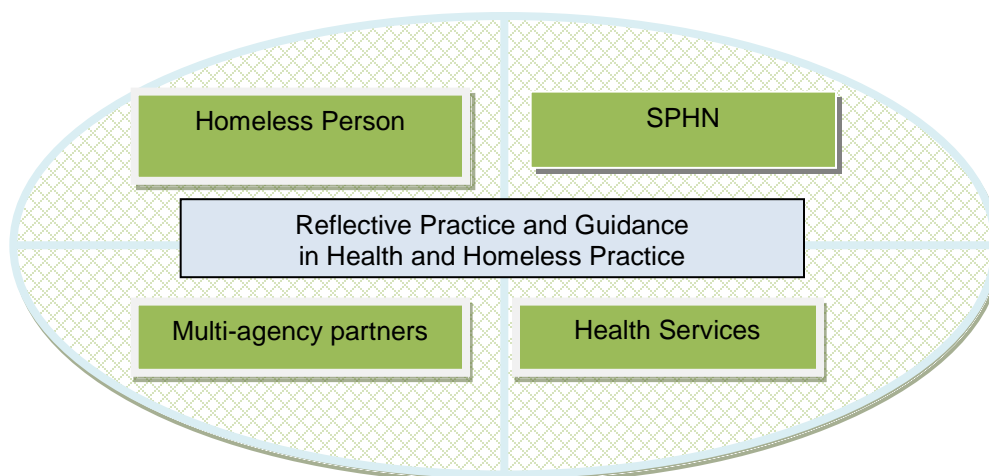 Homeless Person
SPHN
Reflective Practice and Guidance
in Health and Homeless Practice
Multi-agency partners
Health Services